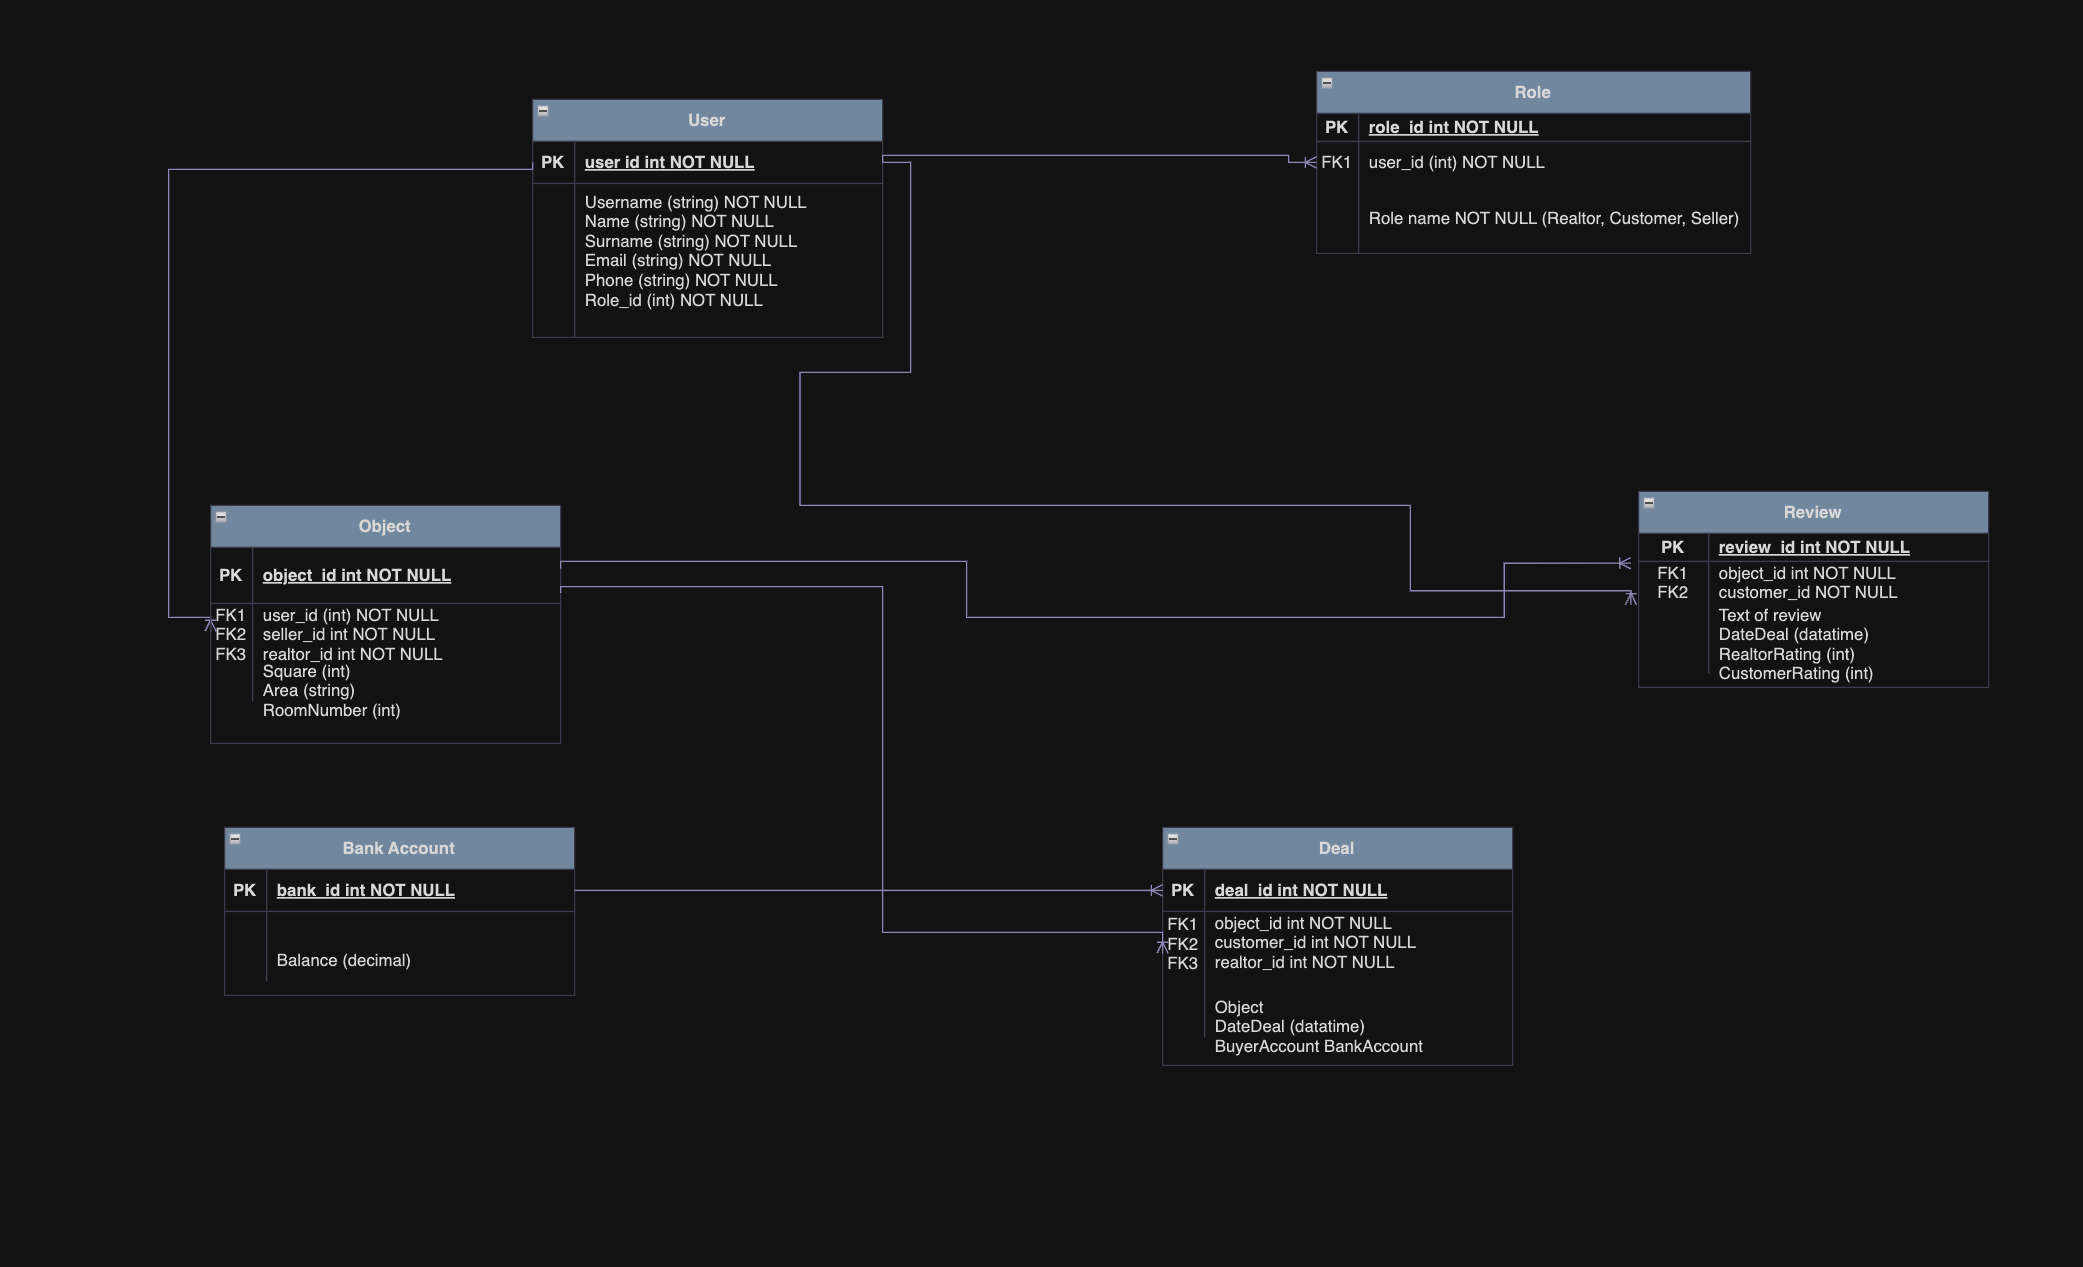 User
PK user id int NOT NULL
Username (string) NOT NULL
Name (string) NOT NULL
Surname (string) NOT NULL
Email (string) NOT NULL
Phone (string) NOT NULL
Role_id (int) NOT NULL
Role
PK role_id int NOT NULL
FK1 user_id (int) NOT NULL
Role name NOT NULL (Realtor, Customer, Seller)
Object
PK object_id int NOT NULL
FK1 user_id (int) NOT NULL
FK2 seller_id int NOT NULL
FK3 realtor_id int NOT NULL
Square (int)
Area (string)
RoomNumber (int)
Review
PK review_id int NOT NULL
FK1 object_id int NOT NULL
FK2 customer_id NOT NULL
Text of review
DateDeal (datatime)
RealtorRating (int)
CustomerRating (int)
Bank Account
PK bank_id int NOT NULL
Balance (decimal)
Deal
PK deal_id int NOT NULL
FK1 object_id int NOT NULL
FK2 customer_id int NOT NULL
FK3 realtor_id int NOT NULL
Object
DateDeal (datatime)
BuyerAccount BankAccount